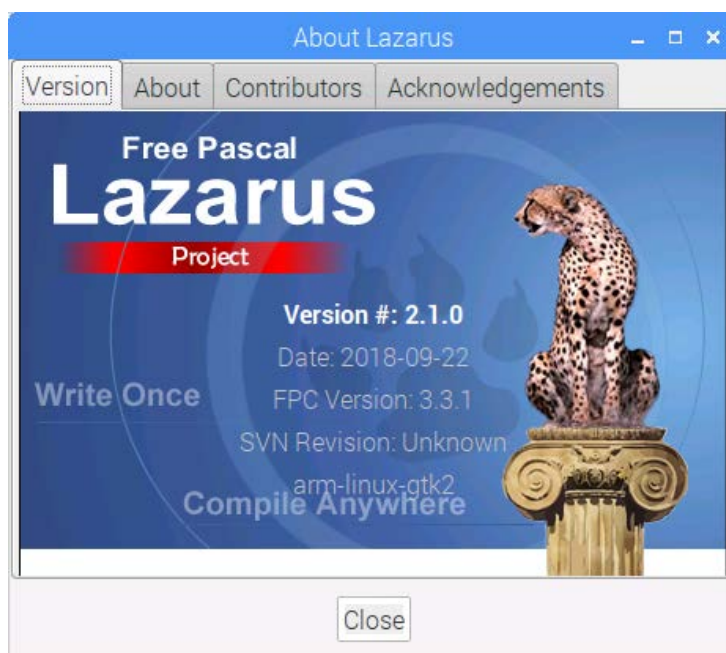 About Lazarus
Version About Contributors Acknowledgements
Free Pascal
Lazarus
Project
Version #: 2.1.0
Date: 2018-09-22
Write Once
FPC Version: 3.3.1
SVN Revision: Unknown
arm-linux-gtk2
Compile Anywhere
Close